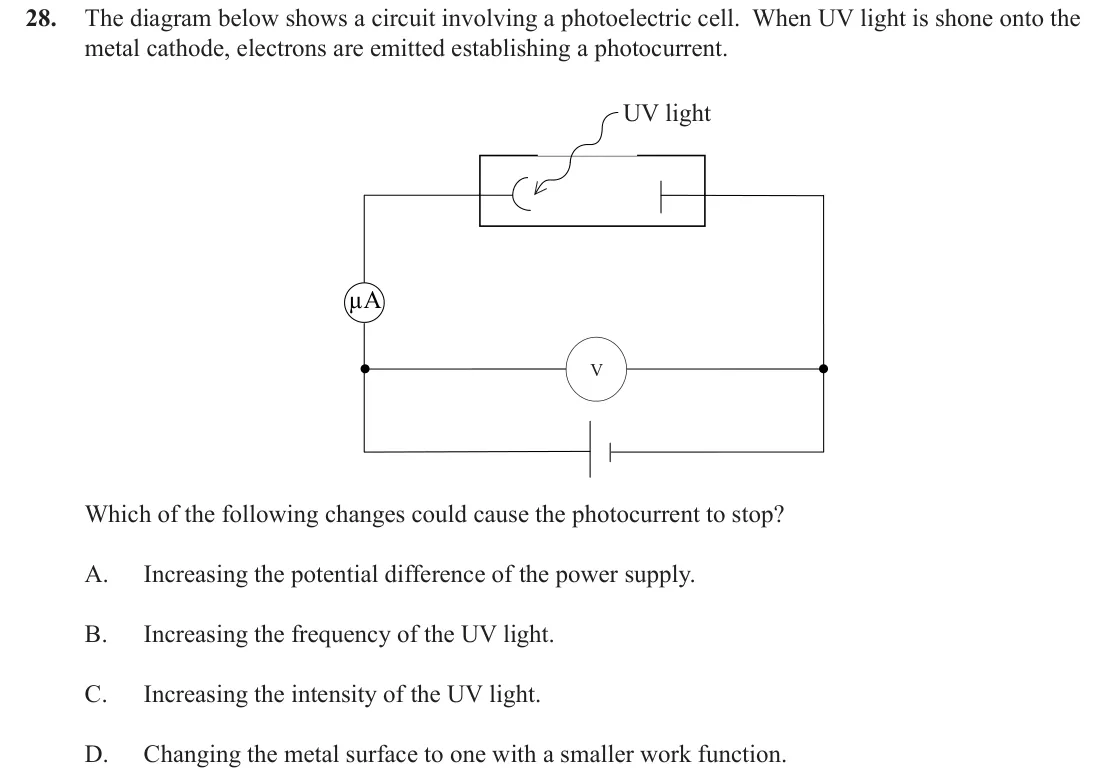 28. The diagram below shows a circuit involving a photoelectric cell. When UV light is shone onto the
metal cathode, electrons are emitted establishing a photocurrent.
UV light
μA
V
Which of the following changes could cause the photocurrent to stop?
A. Increasing the potential difference of the power supply.
B. Increasing the frequency of the UV light.
C. Increasing the intensity of the UV light.
D. Changing the metal surface to one with a smaller work function.